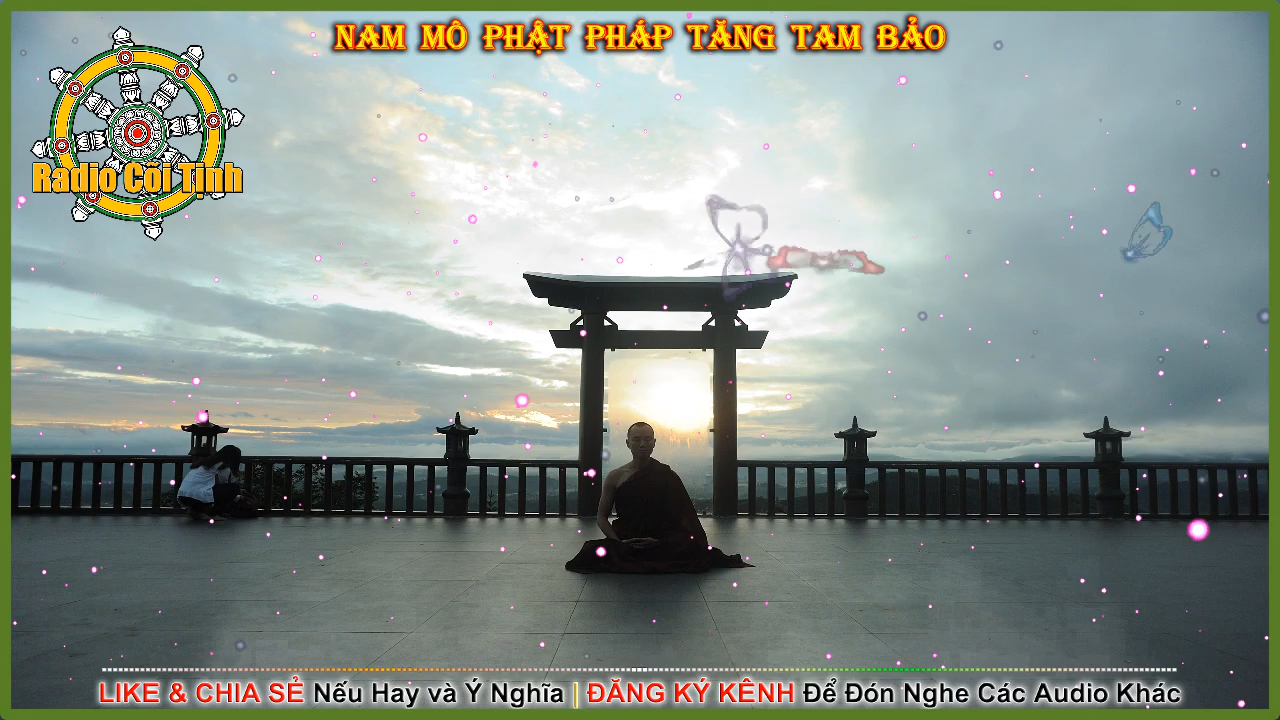 NAM MÔ PHẬT PHÁP TĂNG TAM BẢO
Radio Cõi Tịnh
LIKE & CHIA SẺ Nếu Hay và Ý Nghĩa | ĐĂNG KÝ KÊNH Để Đón Nghe Các Audio Khác